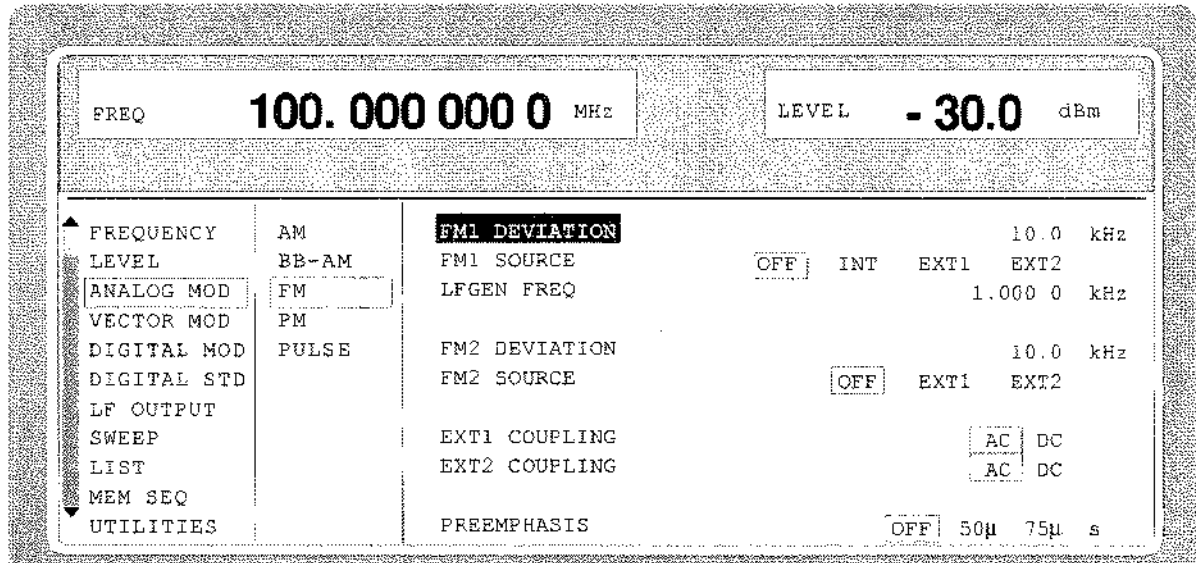 FREQ 100. 000 000 0 MHz LEVEL - 30.0 dBm
FREQUENCY AM FM1 DEVIATION 10.0 kHz
LEVEL BB-AM FM1 SOURCE OFF INT EXT1 EXT2
ANALOG MOD FM LFGEN FREQ 1.000 0 kHz
VECTOR MOD PM
DIGITAL MOD PULSE FM2 DEVIATION 10.0 kHz
DIGITAL STD FM2 SOURCE OFF EXT1 EXT2
LF OUTPUT
SWEEP EXT1 COUPLING AC DC
LIST EXT2 COUPLING AC DC
MEM SEQ
UTILITIES PREEMPHASIS OFF 50µ 75µ s